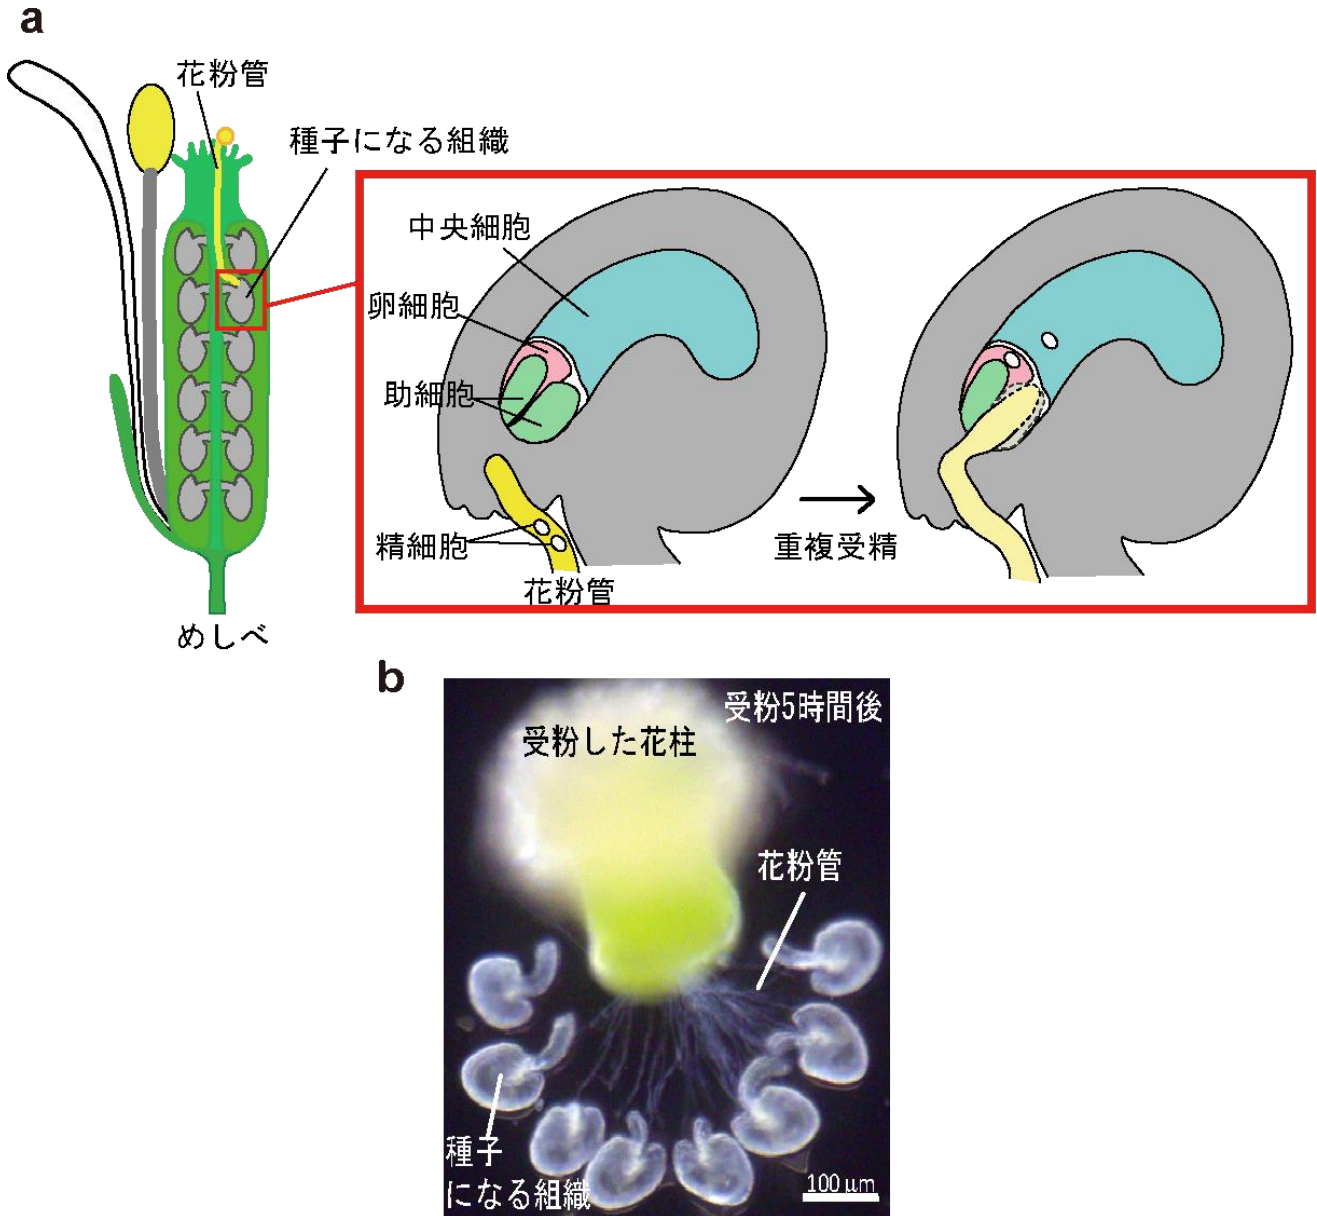 a
花粉管
種子になる組織
中央細胞
卵細胞
助細胞
精細胞
花粉管
重複受精
めしべ
b
受粉5時間後
受粉した花柱
花粉管
種子
になる組織
100 μm